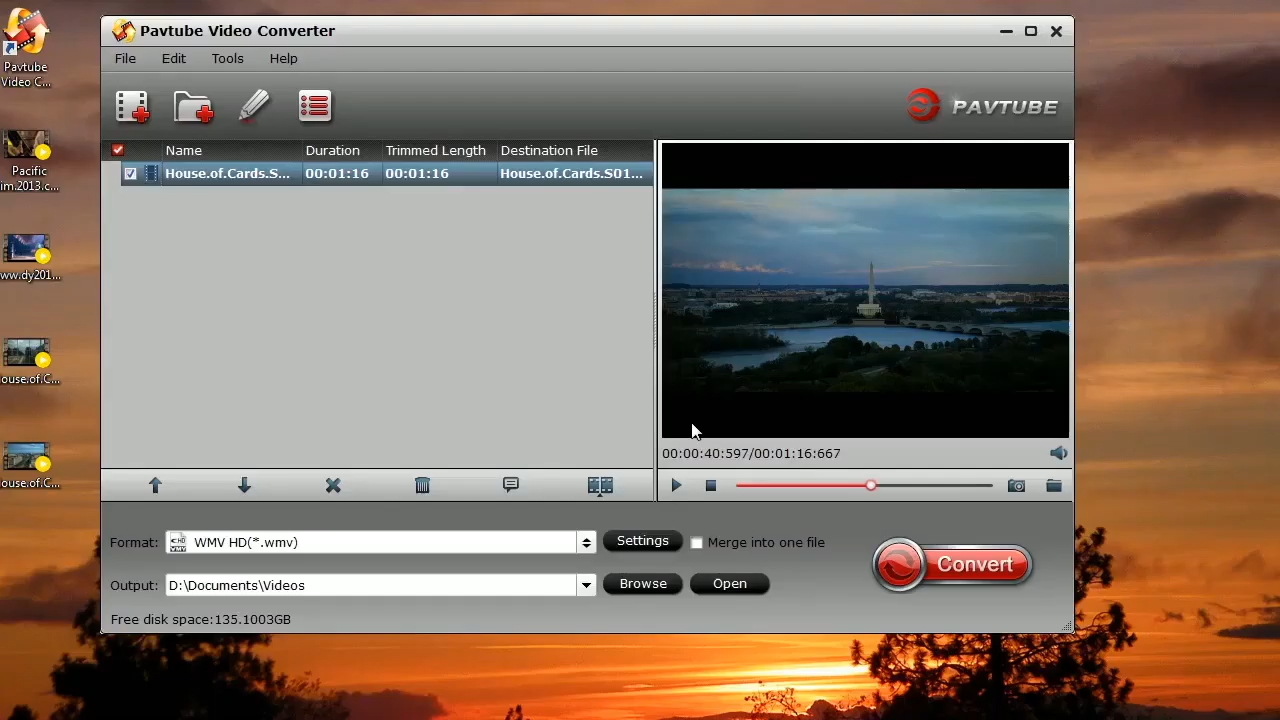 Pavtube Video Converter
File Edit Tools Help
PAVTUBE
Name Duration Trimmed Length Destination File
House.of.Cards.S... 00:01:16 00:01:16 House.of.Cards.S01...
00:00:40:597/00:01:16:667
Format: WMV HD(*.wmv) Settings Merge into one file
Output: D:\Documents\Videos Browse Open
Convert
Free disk space:135.1003GB
Pavtube
Video C...
Pacific
im.2013.c...
ww.dy201...
ouse.of.C...
ouse.of.C...